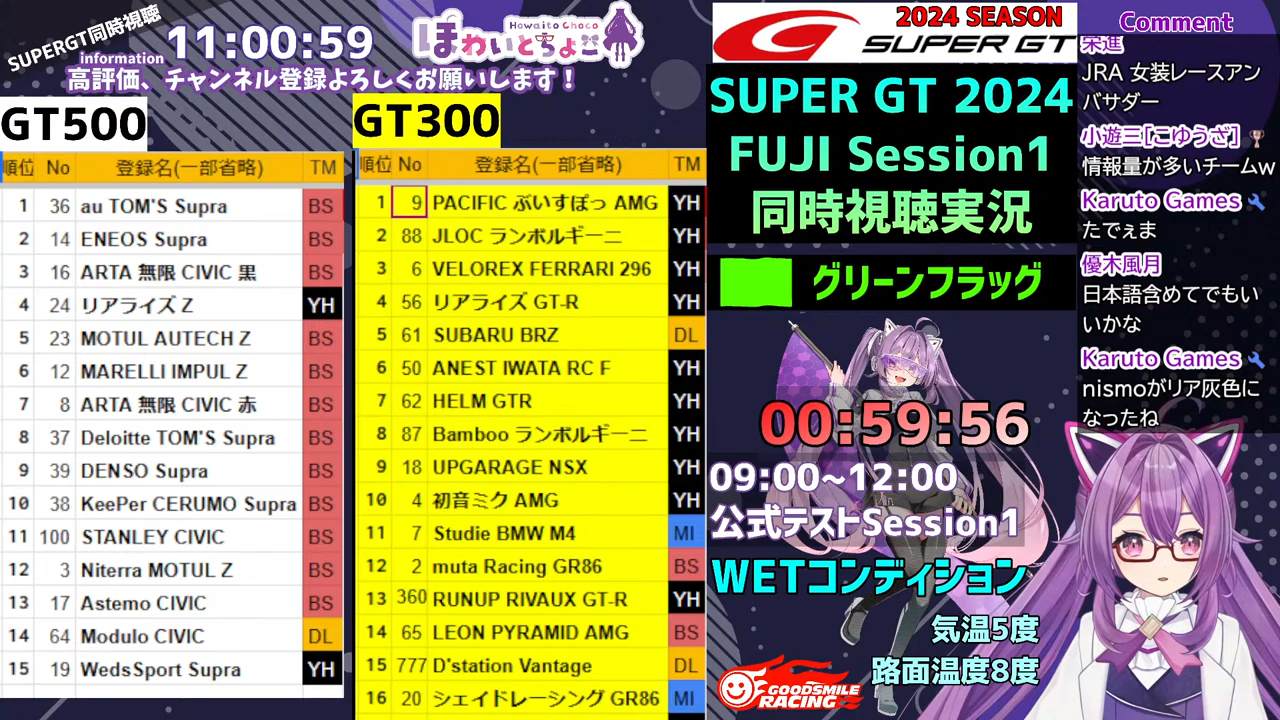 SUPERGT同時視聴
11:00:59
Howaito Choco
ほわいとちょこ
information
高評価、チャンネル登録よろしくお願いします！
GT500
順位 No 登録名(一部省略) TM
1 36 au TOM'S Supra BS
2 14 ENEOS Supra BS
3 16 ARTA 無限 CIVIC 黒 BS
4 24 リアライズ Z YH
5 23 MOTUL AUTECH Z BS
6 12 MARELLI IMPUL Z BS
7 8 ARTA 無限 CIVIC 赤 BS
8 37 Deloitte TOM'S Supra BS
9 39 DENSO Supra BS
10 38 KeePer CERUMO Supra BS
11 100 STANLEY CIVIC BS
12 3 Niterra MOTUL Z BS
13 17 Astemo CIVIC BS
14 64 Modulo CIVIC DL
15 19 WedsSport Supra YH
GT300
順位 No 登録名(一部省略) TM
1 9 PACIFIC ぶいすぽっ AMG YH
2 88 JLOC ランボルギーニ YH
3 6 VELOREX FERRARI 296 YH
4 56 リアライズ GT-R YH
5 61 SUBARU BRZ DL
6 50 ANEST IWATA RC F YH
7 62 HELM GTR YH
8 87 Bamboo ランボルギーニ YH
9 18 UPGARAGE NSX YH
10 4 初音ミク AMG YH
11 7 Studie BMW M4 MI
12 2 muta Racing GR86 BS
13 360 RUNUP RIVAUX GT-R YH
14 65 LEON PYRAMID AMG BS
15 777 D'station Vantage DL
16 20 シェイドレーシング GR86 MI
2024 SEASON
SUPER GT
SUPER GT 2024
FUJI Session1
同時視聴実況
グリーンフラッグ
00:59:56
09:00~12:00
公式テストSession1
WETコンディション
気温5度
路面温度8度
GOODSMILE
RACING
Comment
栄進
JRA 女装レースアン
バサダー
小遊三[こゆうざ]
情報量が多いチームw
Karuto Games
たでぇま
優木風月
日本語含めてでもい
いかな
Karuto Games
nismoがリア灰色に
なったね